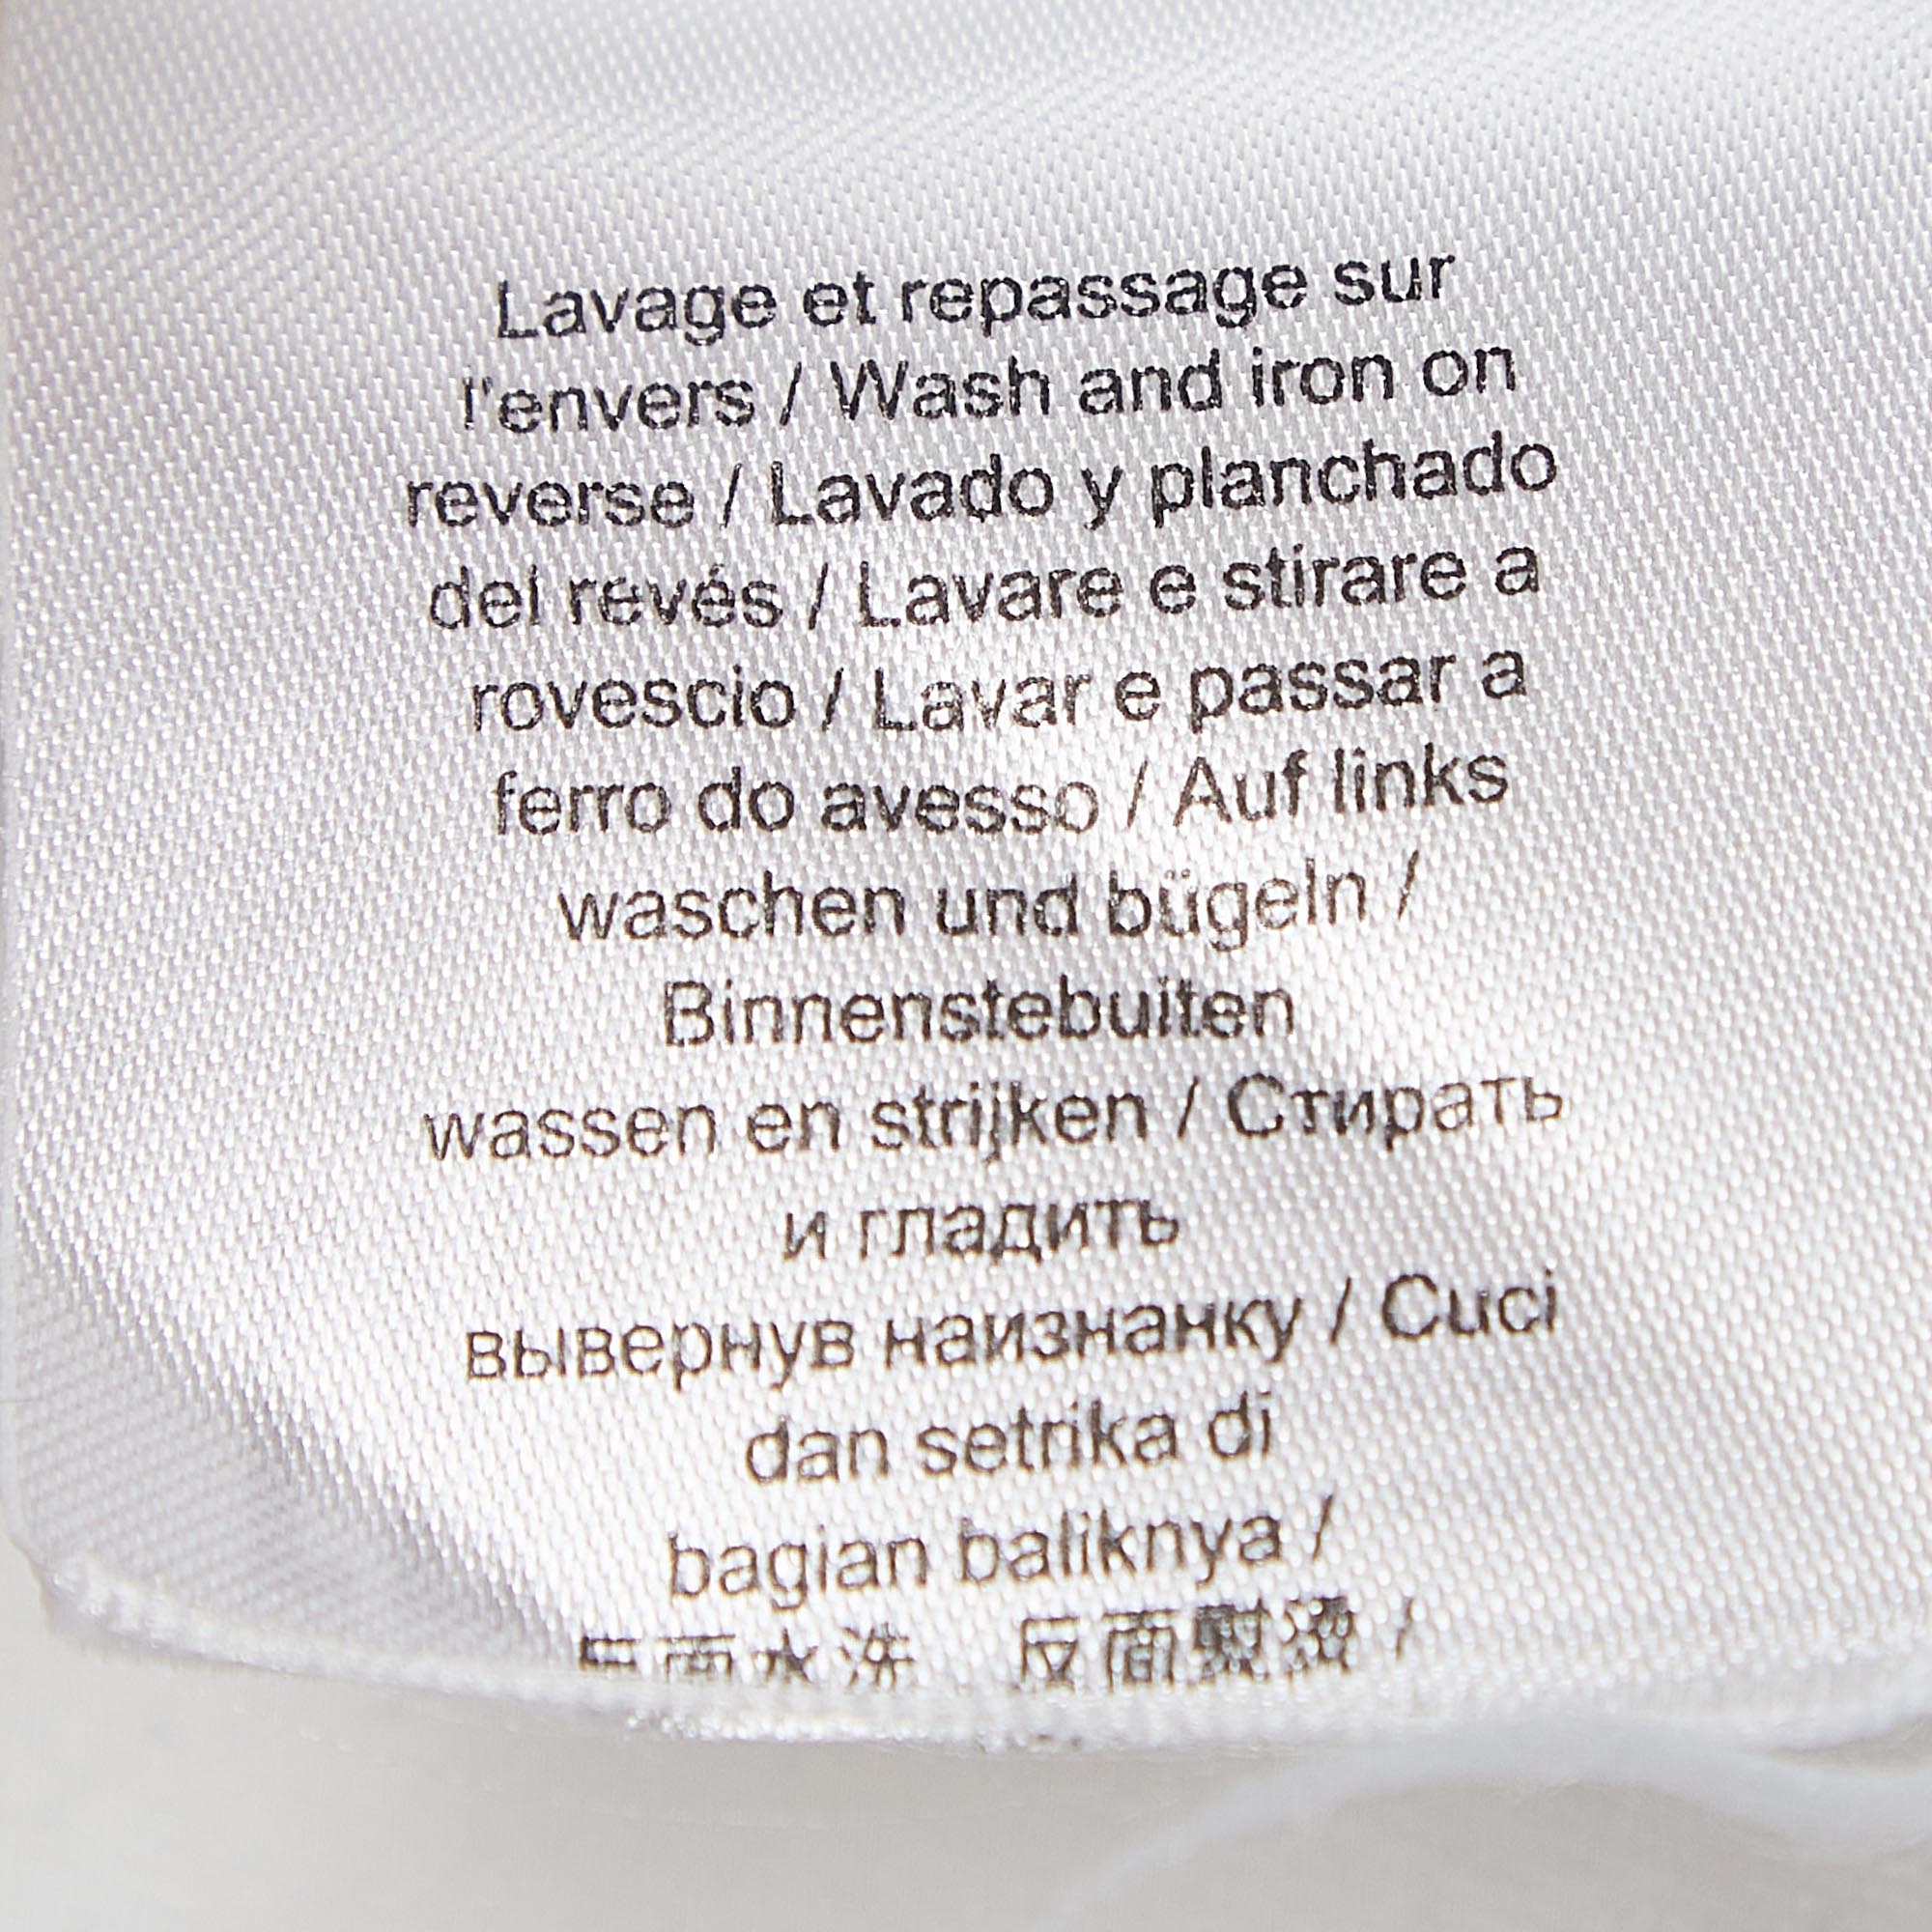 Lavage et repassage sur
l'envers / Wash and iron on
reverse / Lavado y planchado
del revés / Lavare e stirare a
rovescio / Lavar e passar a
ferro do avesso / Auf links
waschen und bügeln /
Binnenstebuiten
wassen en strijken / Стирать
и гладить
вывернув наизнанку / Cuci
dan setrika di
bagian baliknya /
反面水洗 反面熨烫 /